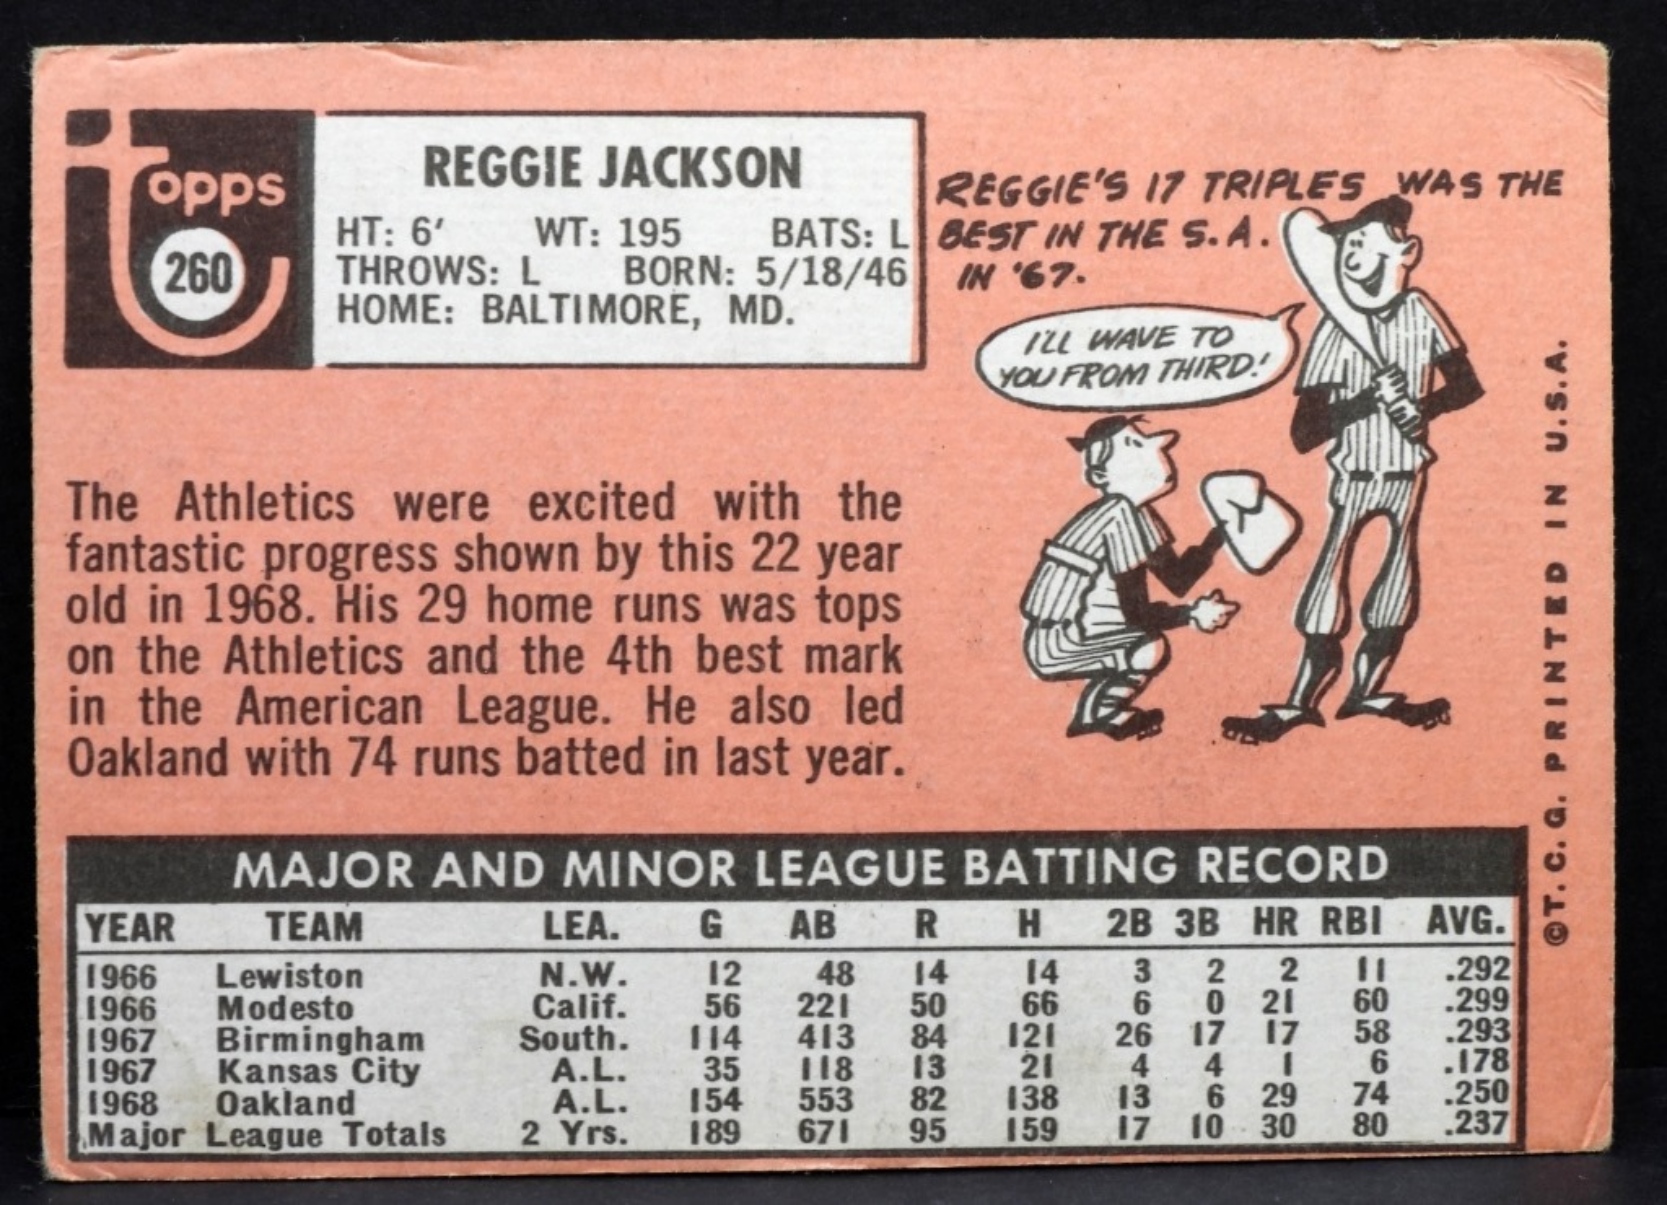 topps
260
REGGIE JACKSON
HT: 6' WT: 195 BATS: L
THROWS: L BORN: 5/18/46
HOME: BALTIMORE, MD.
REGGIE'S 17 TRIPLES WAS THE
BEST IN THE S.A.
IN '67.
I'LL WAVE TO
YOU FROM THIRD!
The Athletics were excited with the
fantastic progress shown by this 22 year
old in 1968. His 29 home runs was tops
on the Athletics and the 4th best mark
in the American League. He also led
Oakland with 74 runs batted in last year.
MAJOR AND MINOR LEAGUE BATTING RECORD
YEAR TEAM LEA. G AB R H 2B 3B HR RBI AVG.
1966 Lewiston N.W. 12 48 14 14 3 2 2 11 .292
1966 Modesto Calif. 56 221 50 66 6 0 21 60 .299
1967 Birmingham South. 114 413 84 121 26 17 17 58 .293
1967 Kansas City A.L. 35 118 13 21 4 4 1 6 .178
1968 Oakland A.L. 154 553 82 138 13 6 29 74 .250
Major League Totals 2 Yrs. 189 671 95 159 17 10 30 80 .237
©T.C.G. PRINTED IN U.S.A.